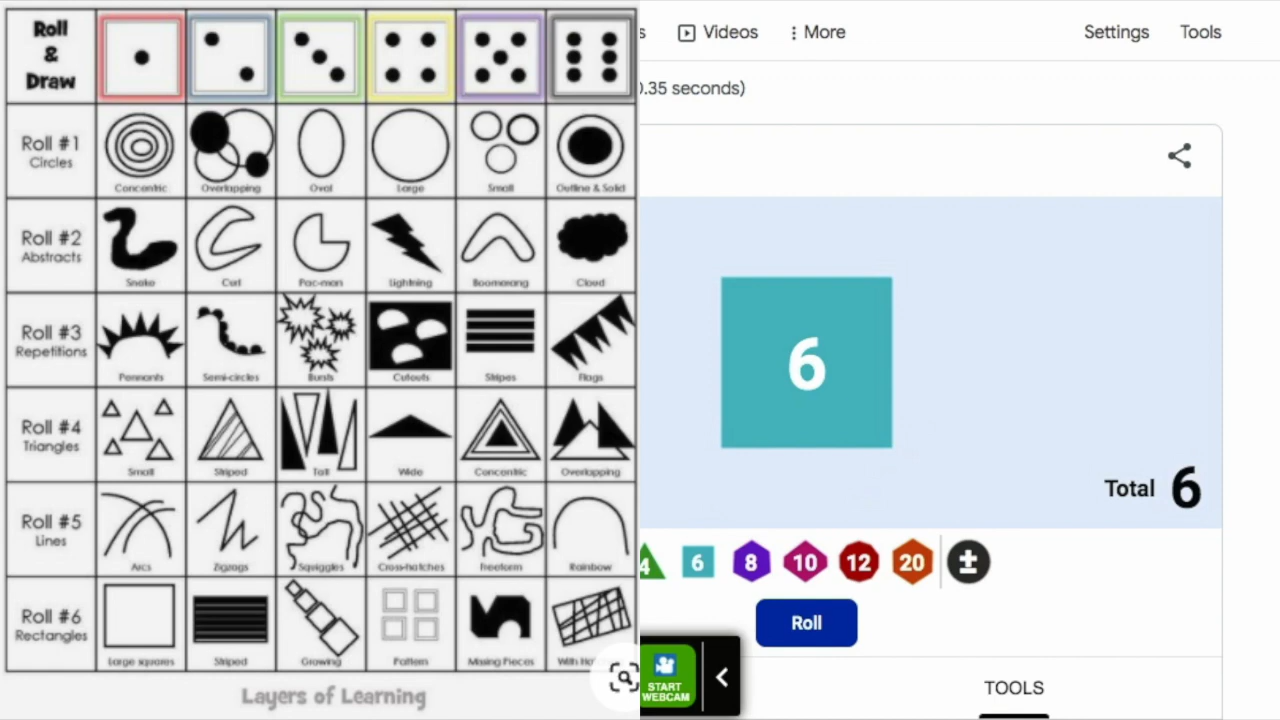 Roll
&
Draw
Roll #1
Circles
Concentric
Overlapping
Oval
Large
Small
Outline & Solid
Roll #2
Abstracts
Snake
Curl
Pac-man
Lightning
Boomerang
Cloud
Roll #3
Repetitions
Pennants
Semi-circles
Bursts
Cutouts
Stripes
Flags
Roll #4
Triangles
Small
Striped
Tall
Wide
Concentric
Overlapping
Roll #5
Lines
Arcs
Zigzags
Squiggles
Cross-hatches
Freeform
Rainbow
Roll #6
Rectangles
Large squares
Striped
Growing
Pattern
Missing Pieces
With
Layers of Learning
s Videos More Settings Tools
0.35 seconds)
6
Total 6
4 6 8 10 12 20 ±
Roll
START
WEBCAM
TOOLS